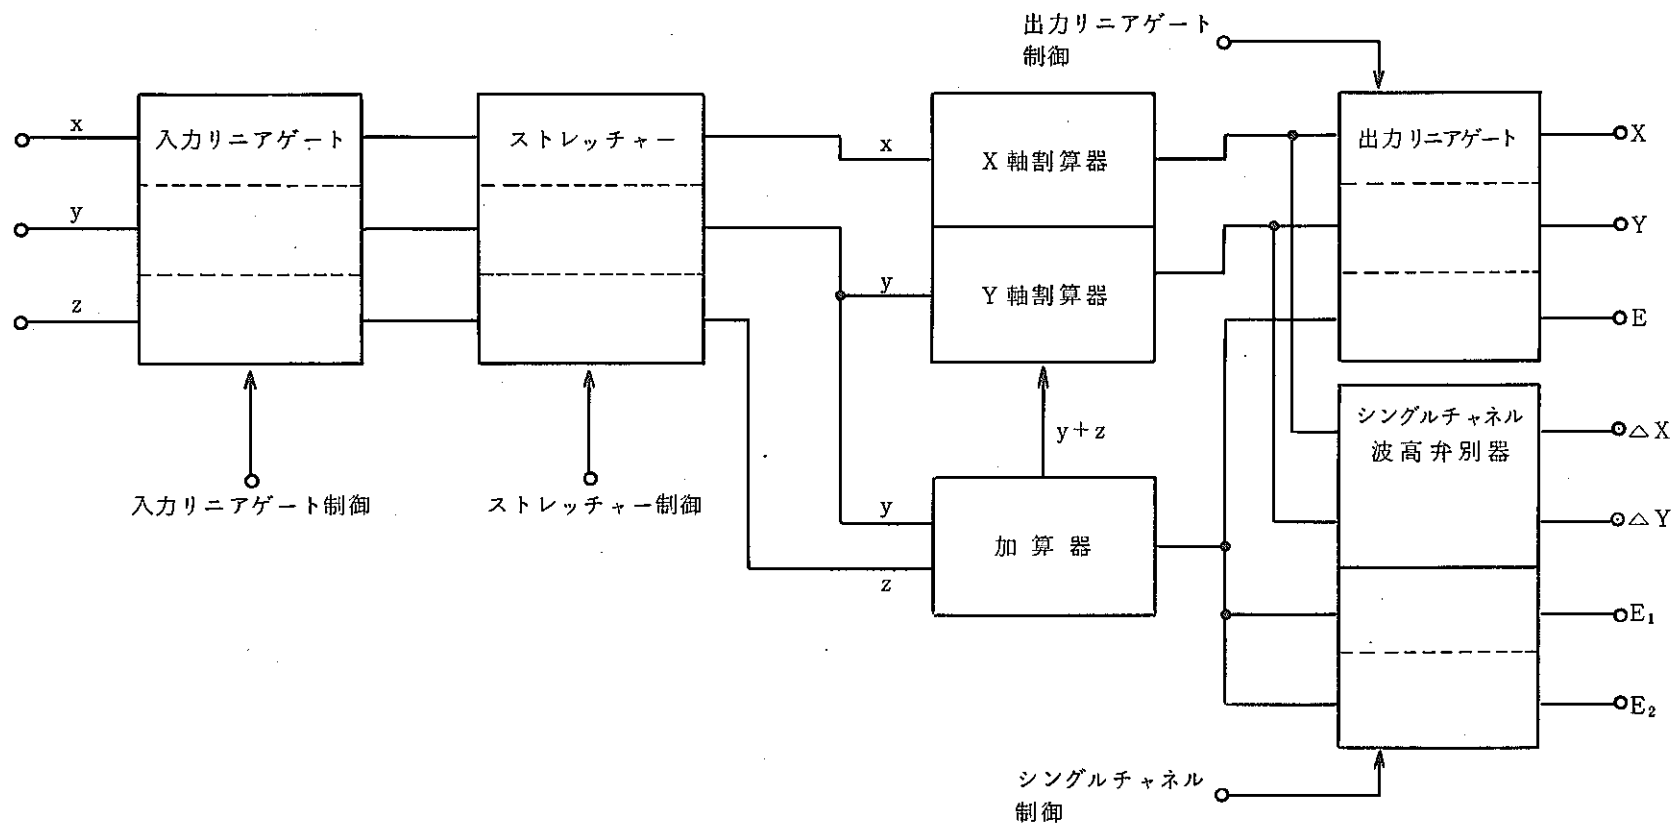 出力リニアゲート
制御
x
入力リニアゲート
ストレッチャー
x
X軸割算器
出力リニアゲート
X
y
Y
z
y
Y軸割算器
E
y+z
シングルチャネル
波高弁別器
△X
入力リニアゲート制御
ストレッチャー制御
y
加算器
△Y
z
E₁
E₂
シングルチャネル
制御